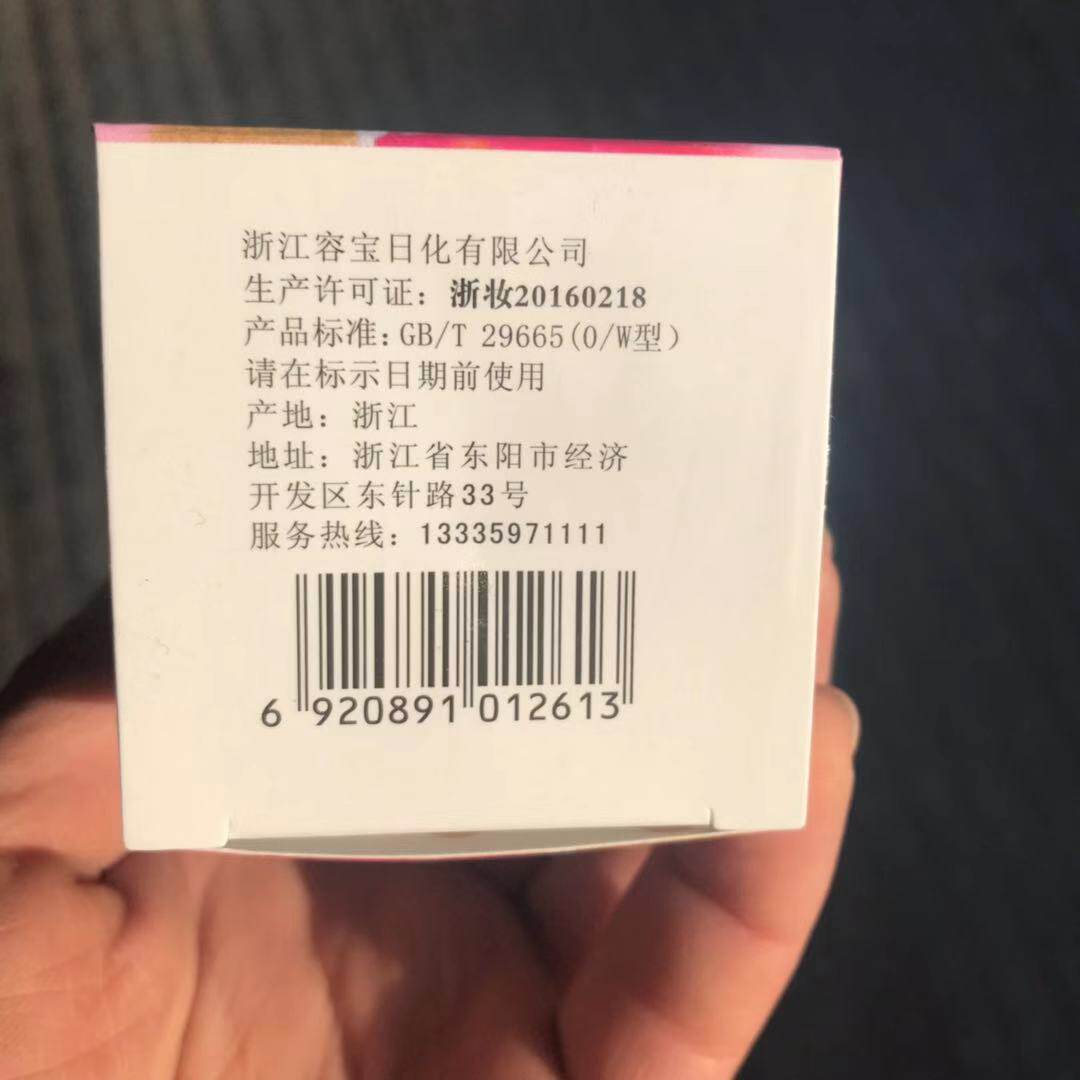 浙江容宝日化有限公司
生产许可证：浙妆20160218
产品标准：GB/T 29665(O/W型）
请在标示日期前使用
产地：浙江
地址：浙江省东阳市经济
开发区东针路33号
服务热线：13335971111
6 920891 012613